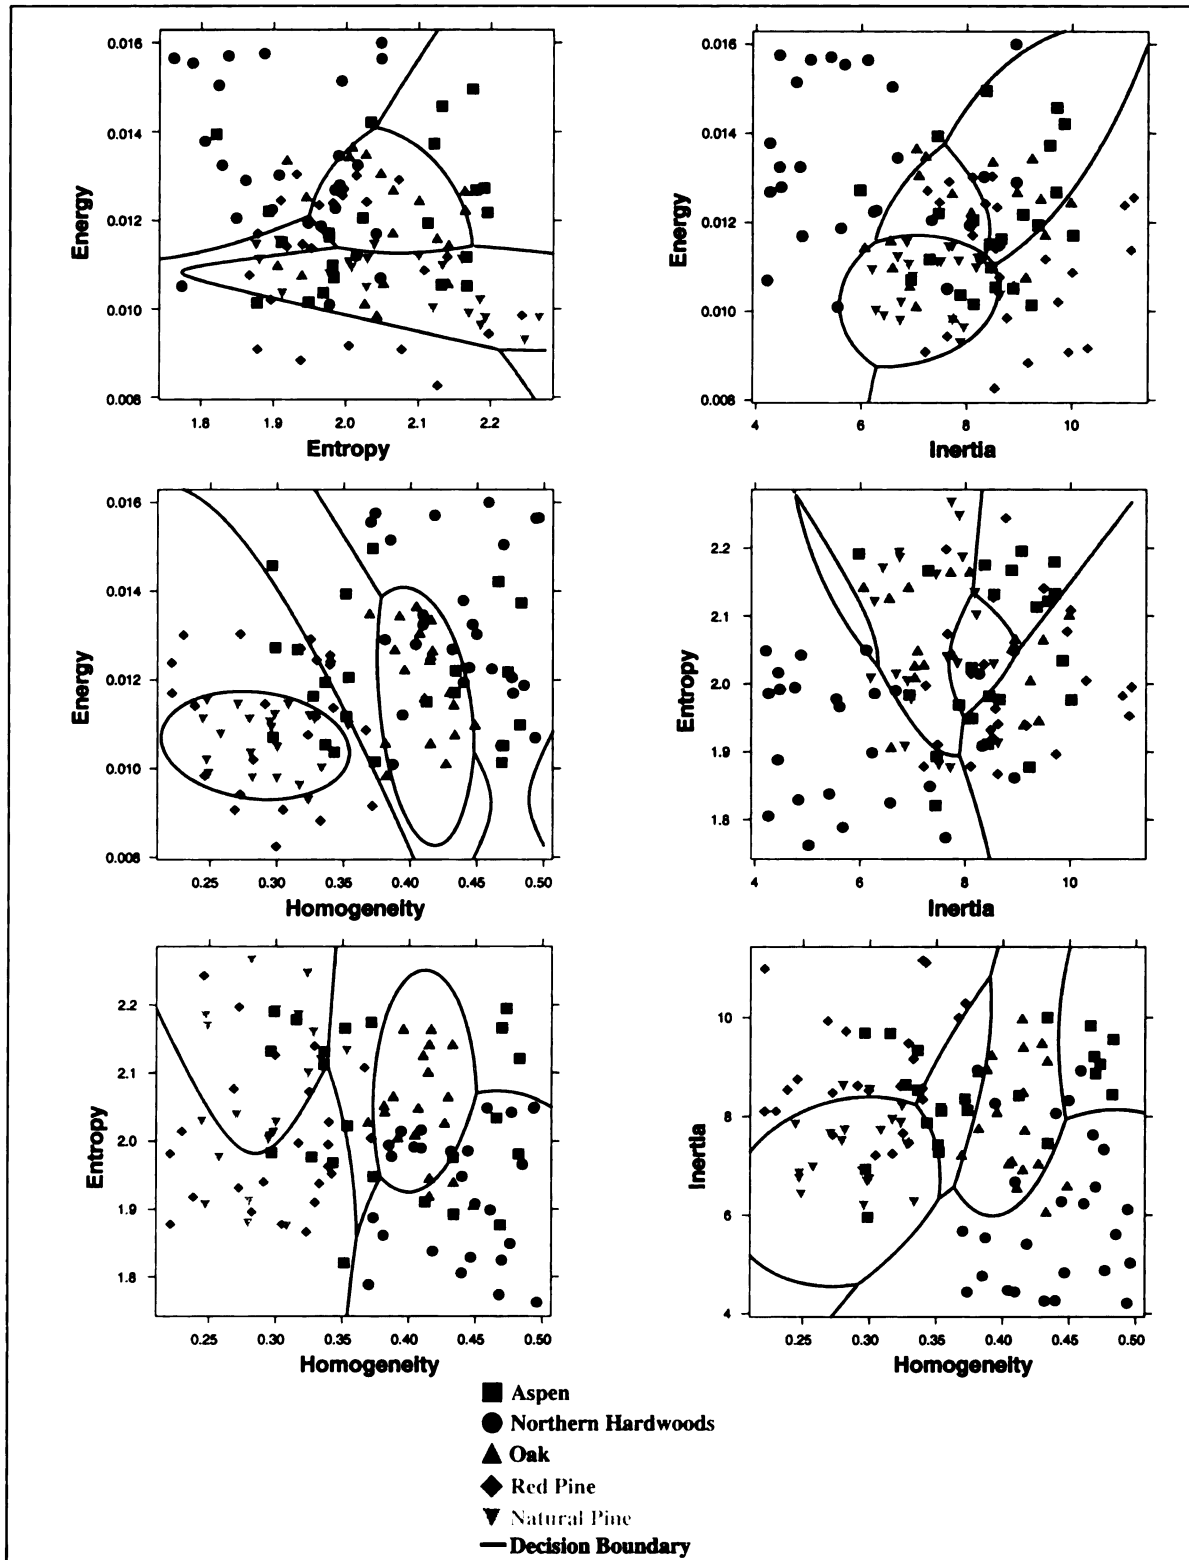 0.016
0.014
0.012
0.010
0.008
Energy
1.8 1.9 2.0 2.1 2.2
Entropy
0.016
0.014
0.012
0.010
0.008
Energy
4 6 8 10
Inertia
0.016
0.014
0.012
0.010
0.008
Energy
0.25 0.30 0.35 0.40 0.45 0.50
Homogeneity
2.2
2.1
2.0
1.9
1.8
Entropy
4 6 8 10
Inertia
2.2
2.1
2.0
1.9
1.8
Entropy
0.25 0.30 0.35 0.40 0.45 0.50
Homogeneity
10
8
6
4
Inertia
0.25 0.30 0.35 0.40 0.45 0.50
Homogeneity
Aspen
Northern Hardwoods
Oak
Red Pine
Natural Pine
Decision Boundary